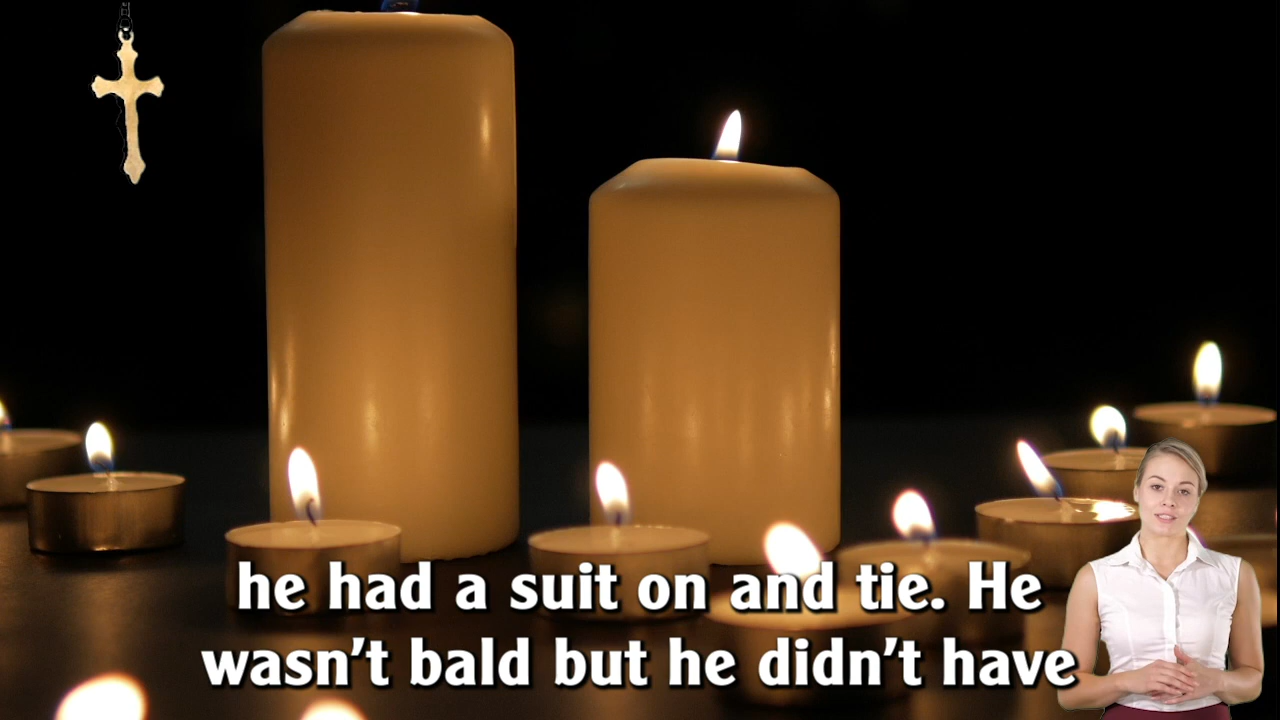 he had a suit on and tie. He
wasn't bald but he didn't have